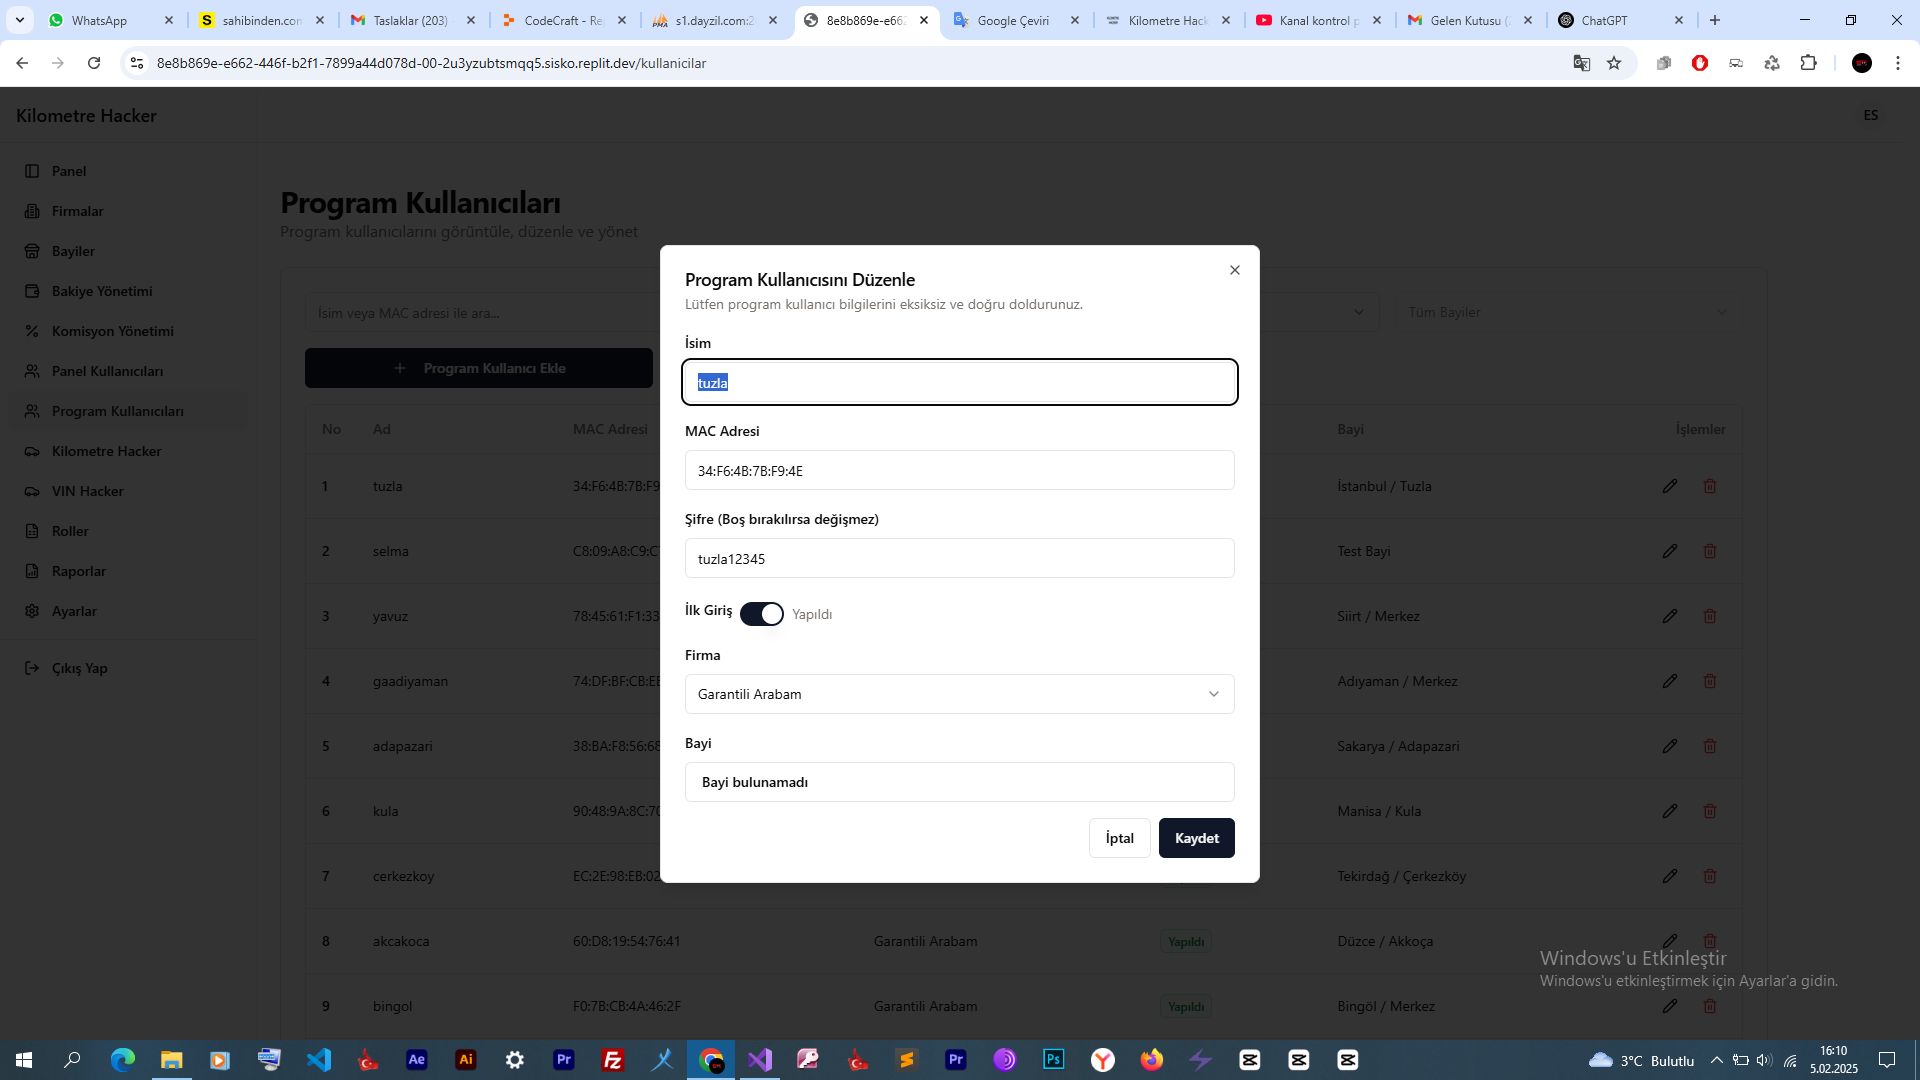 WhatsApp
sahibinden.con
Taslaklar (203)
CodeCraft - Re
s1.dayzil.com:2
8e8b869e-e662
Google Çeviri
Kilometre Hack
Kanal kontrol p
Gelen Kutusu (
ChatGPT
8e8b869e-e662-446f-b2f1-7899a44d078d-00-2u3yzubtsmqq5.sisko.replit.dev/kullanicilar
Kilometre Hacker
ES
Panel
Firmalar
Bayiler
Bakiye Yönetimi
Komisyon Yönetimi
Panel Kullanıcıları
Program Kullanıcıları
Kilometre Hacker
VIN Hacker
Roller
Raporlar
Ayarlar
Çıkış Yap
Program Kullanıcıları
Program kullanıcılarını görüntüle, düzenle ve yönet
İsim veya MAC adresi ile ara...
Tüm Bayiler
Program Kullanıcı Ekle
No Ad MAC Adresi Bayi İşlemler
1 tuzla 34:F6:4B:7B:F9 İstanbul / Tuzla
2 selma C8:09:A8:C9:C Test Bayi
3 yavuz 78:45:61:F1:33 Siirt / Merkez
4 gaadiyaman 74:DF:BF:CB:EE Adıyaman / Merkez
5 adapazari 38:BA:F8:56:68 Sakarya / Adapazari
6 kula 90:48:9A:8C:70 Manisa / Kula
7 cerkezkoy EC:2E:98:EB:02 Tekirdağ / Çerkezköy
8 akcakoca 60:D8:19:54:76:41 Garantili Arabam Yapıldı Düzce / Akkoça
9 bingol F0:7B:CB:4A:46:2F Garantili Arabam Yapıldı Bingöl / Merkez
Program Kullanıcısını Düzenle
Lütfen program kullanıcı bilgilerini eksiksiz ve doğru doldurunuz.
İsim
tuzla
MAC Adresi
34:F6:4B:7B:F9:4E
Şifre (Boş bırakılırsa değişmez)
tuzla12345
İlk Giriş Yapıldı
Firma
Garantili Arabam
Bayi
Bayi bulunamadı
İptal
Kaydet
Windows'u Etkinleştir
Windows'u etkinleştirmek için Ayarlar'a gidin.
Ae
Ai
Pr
Fz
Pr
Ps
3°C Bulutlu
16:10
5.02.2025